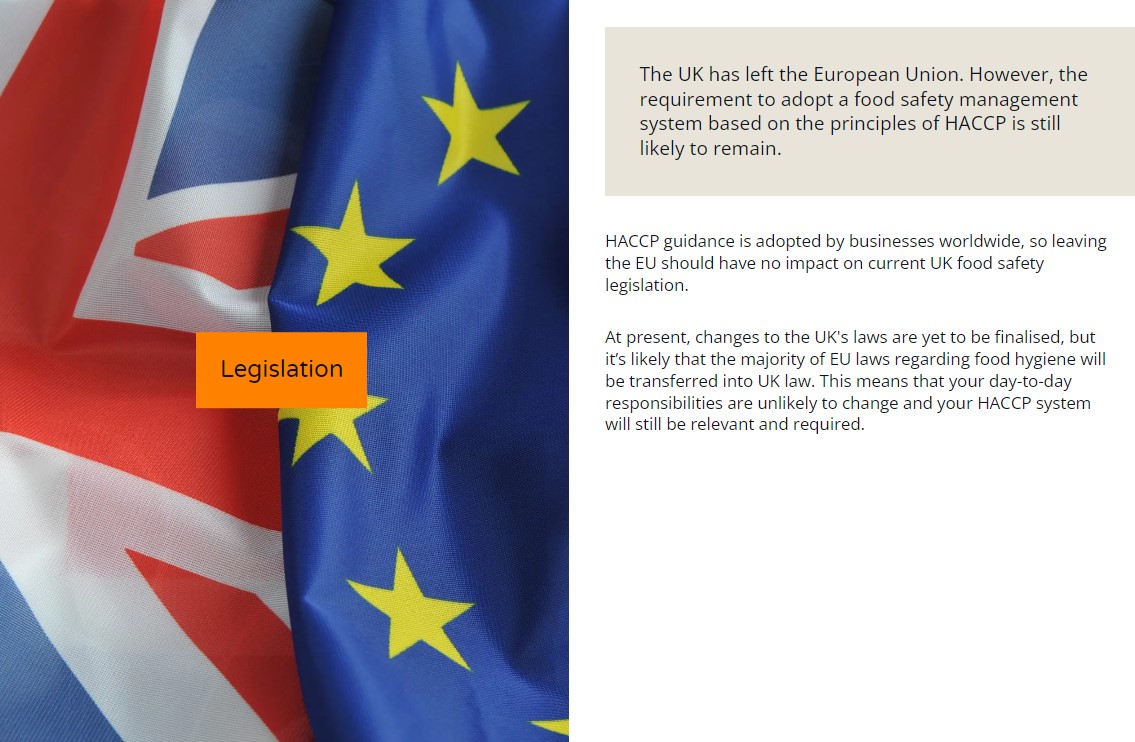 Legislation
The UK has left the European Union. However, the
requirement to adopt a food safety management
system based on the principles of HACCP is still
likely to remain.
HACCP guidance is adopted by businesses worldwide, so leaving
the EU should have no impact on current UK food safety
legislation.
At present, changes to the UK's laws are yet to be finalised, but
it’s likely that the majority of EU laws regarding food hygiene will
be transferred into UK law. This means that your day-to-day
responsibilities are unlikely to change and your HACCP system
will still be relevant and required.